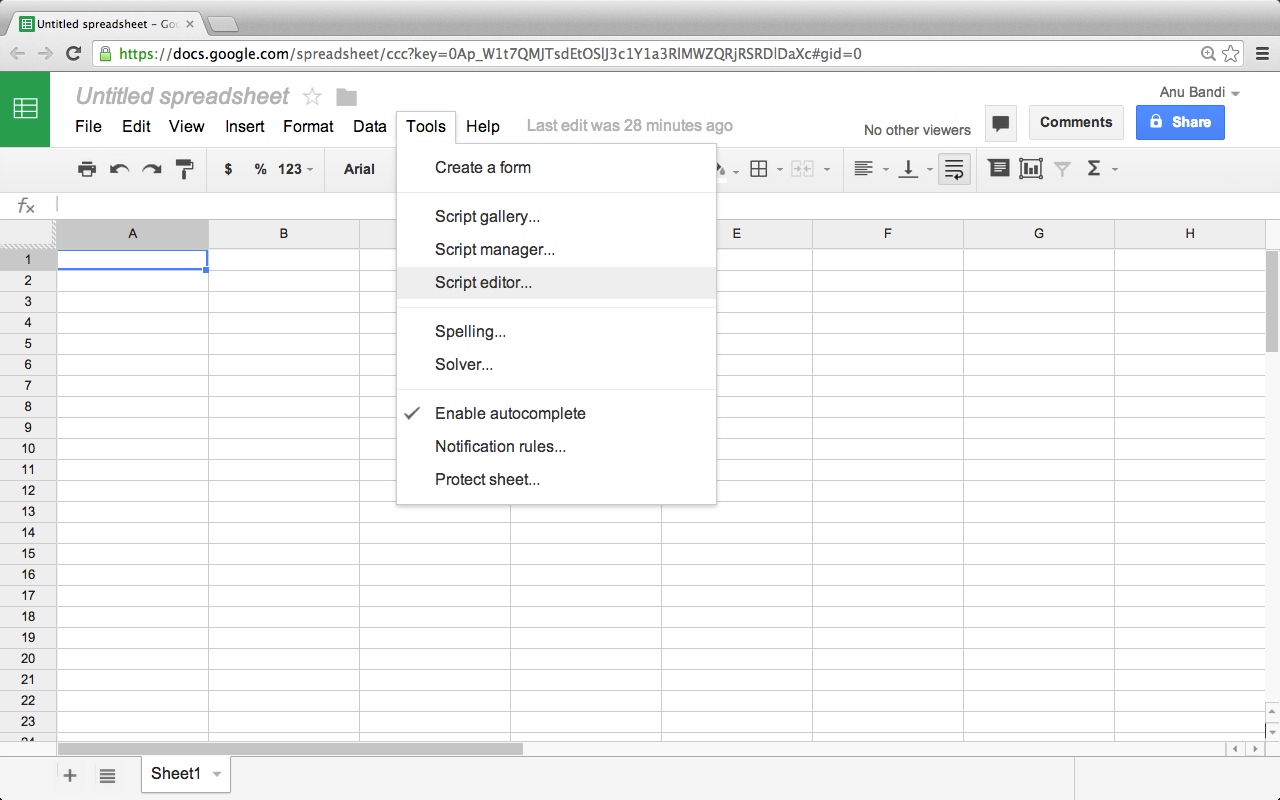 Untitled spreadsheet - Goo
https://docs.google.com/spreadsheet/ccc?key=0Ap_W1t7QMJTsdEtOSlJ3c1Y1a3RlMWZQRjRSRDlDaXc#gid=0
Untitled spreadsheet
Anu Bandi
File Edit View Insert Format Data Tools Help Last edit was 28 minutes ago
No other viewers Comments Share
$ % 123 Arial
Create a form
Script gallery...
Script manager...
Script editor...
Spelling...
Solver...
Enable autocomplete
Notification rules...
Protect sheet...
fx
A B E F G H
1
2
3
4
5
6
7
8
9
10
11
12
13
14
15
16
17
18
19
20
21
22
23
24
Sheet1